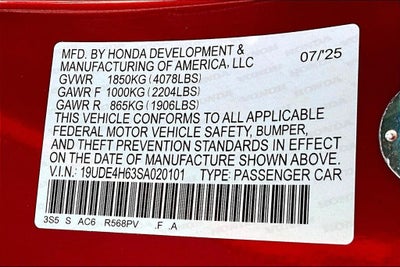 MFD. BY HONDA DEVELOPMENT &
MANUFACTURING OF AMERICA, LLC 07/'25
GVWR 1850KG (4078LBS)
GAWR F 1000KG (2204LBS)
GAWR R 865KG (1906LBS)
THIS VEHICLE CONFORMS TO ALL APPLICABLE
FEDERAL MOTOR VEHICLE SAFETY, BUMPER,
AND THEFT PREVENTION STANDARDS IN EFFECT
ON THE DATE OF MANUFACTURE SHOWN ABOVE.
V.I.N.: 19UDE4H63SA020101 TYPE: PASSENGER CAR
3S5 S AC6 R568PV .F .A